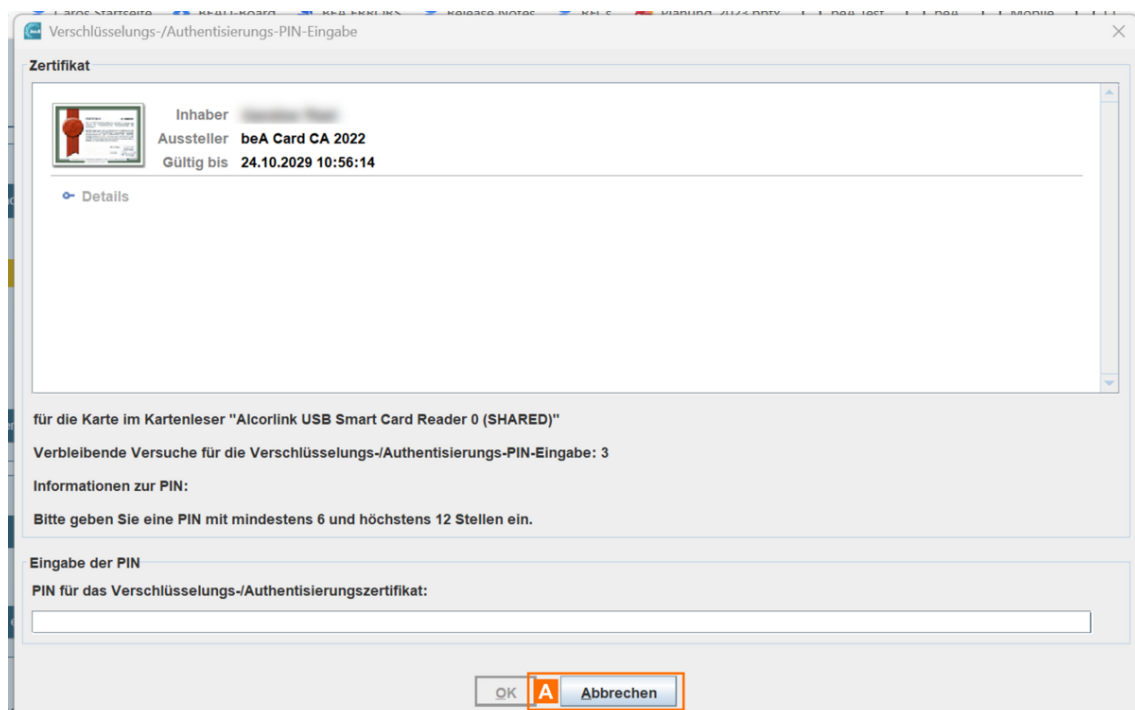 Verschlüsselungs-/Authentisierungs-PIN-Eingabe
Zertifikat
Inhaber
Aussteller beA Card CA 2022
Gültig bis 24.10.2029 10:56:14
Details
für die Karte im Kartenleser "Alcorlink USB Smart Card Reader 0 (SHARED)"
Verbleibende Versuche für die Verschlüsselungs-/Authentisierungs-PIN-Eingabe: 3
Informationen zur PIN:
Bitte geben Sie eine PIN mit mindestens 6 und höchstens 12 Stellen ein.
Eingabe der PIN
PIN für das Verschlüsselungs-/Authentisierungszertifikat:
OK A Abbrechen